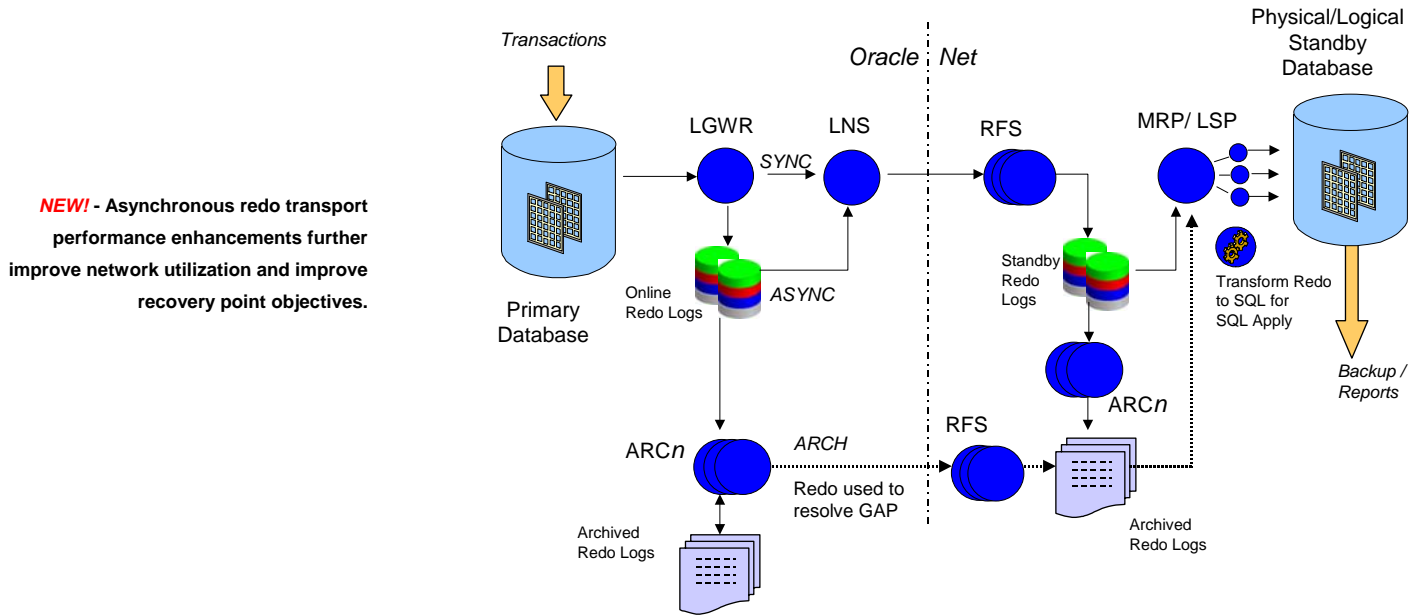 Transactions
Oracle
Net
Physical/Logical
Standby
Database
LGWR
LNS
RFS
MRP/ LSP
SYNC
NEW! - Asynchronous redo transport
performance enhancements further
improve network utilization and improve
recovery point objectives.
Primary
Database
Online
Redo Logs
ASYNC
Standby
Redo
Logs
Transform Redo
to SQL for
SQL Apply
Backup /
Reports
ARCn
ARCn
ARCH
RFS
Redo used to
resolve GAP
Archived
Redo Logs
Archived
Redo Logs